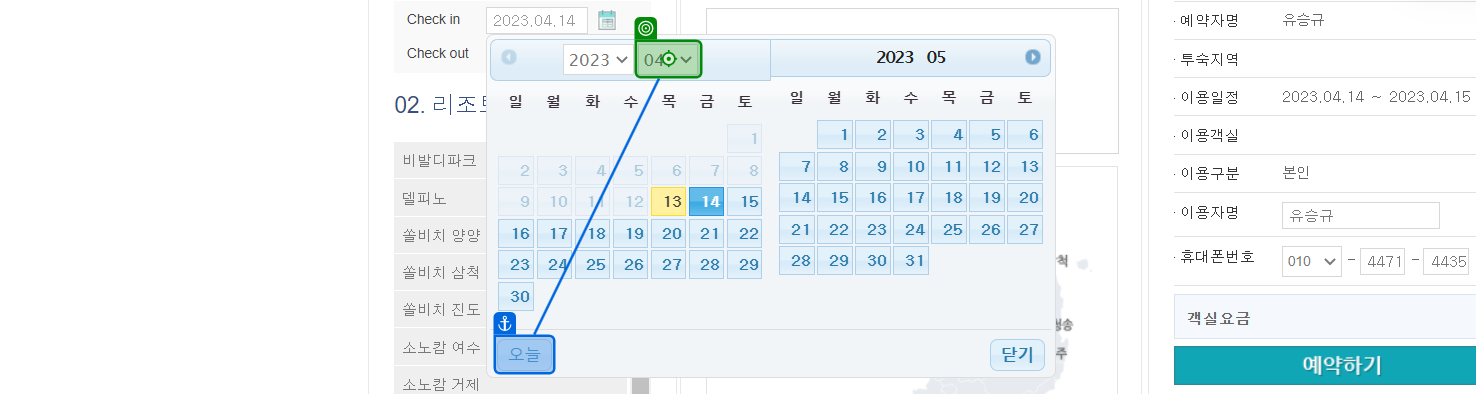 Check in 2023.04.14
Check out
02. 리조
비발디파크
델피노
쏠비치 양양
쏠비치 삼척
쏠비치 진도
소노캄 여수
소노캄 거제
2023 04
일 월 화 수 목 금 토
1
2 3 4 5 6 7 8
9 10 11 12 13 14 15
16 17 18 19 20 21 22
23 24 25 26 27 28 29
30
오늘
2023 05
일 월 화 수 목 금 토
1 2 3 4 5 6
7 8 9 10 11 12 13
14 15 16 17 18 19 20
21 22 23 24 25 26 27
28 29 30 31
닫기
척
청송
주
· 예약자명 유승규
· 투숙지역
· 이용일정 2023.04.14 ~ 2023.04.15
· 이용객실
· 이용구분 본인
· 이용자명 유승규
· 휴대폰번호 010 - 4471 - 4435
객실요금
예약하기